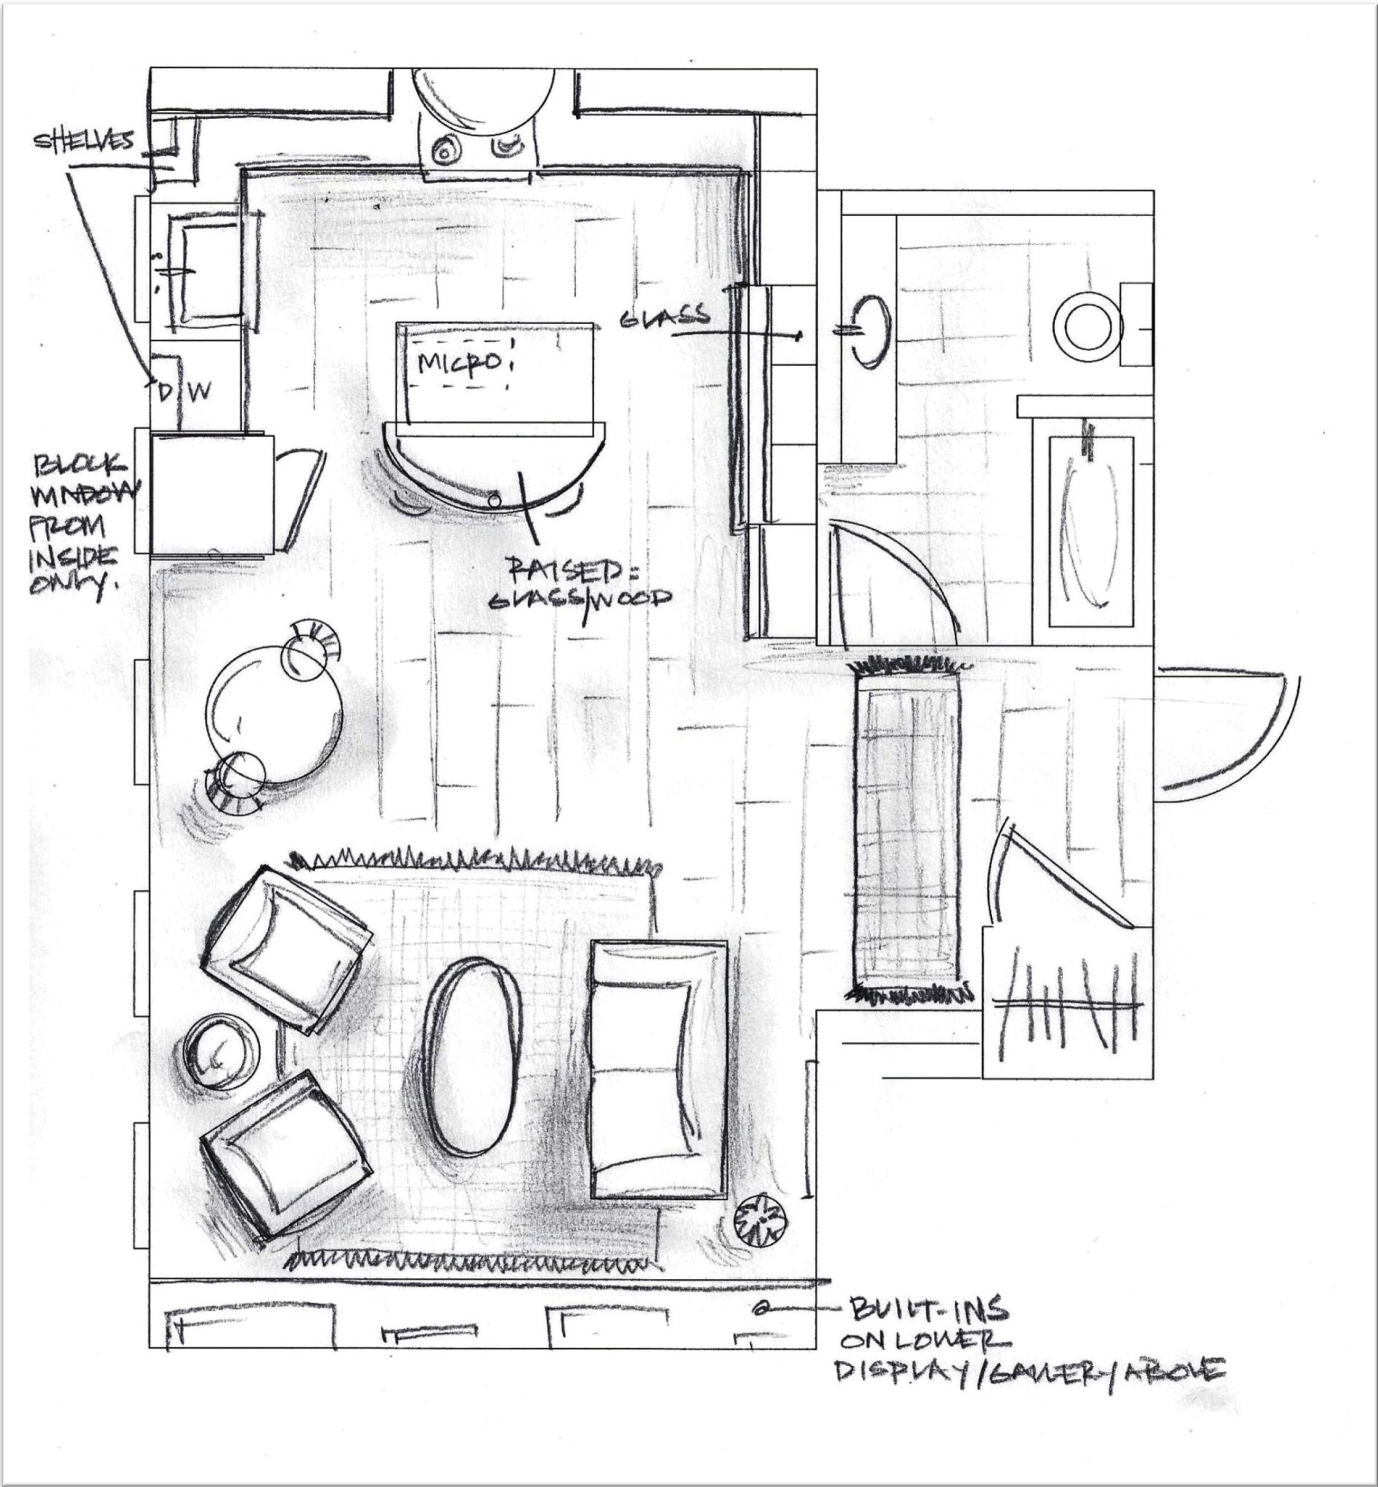 SHELVES
GLASS
MICRO
DW
BLOCK
WINDOW
FROM
INSIDE
ONLY.
RAISED =
GLASS/WOOD
BUILT-INS
ON LOWER
DISPLAY/GALLERY/ABOVE